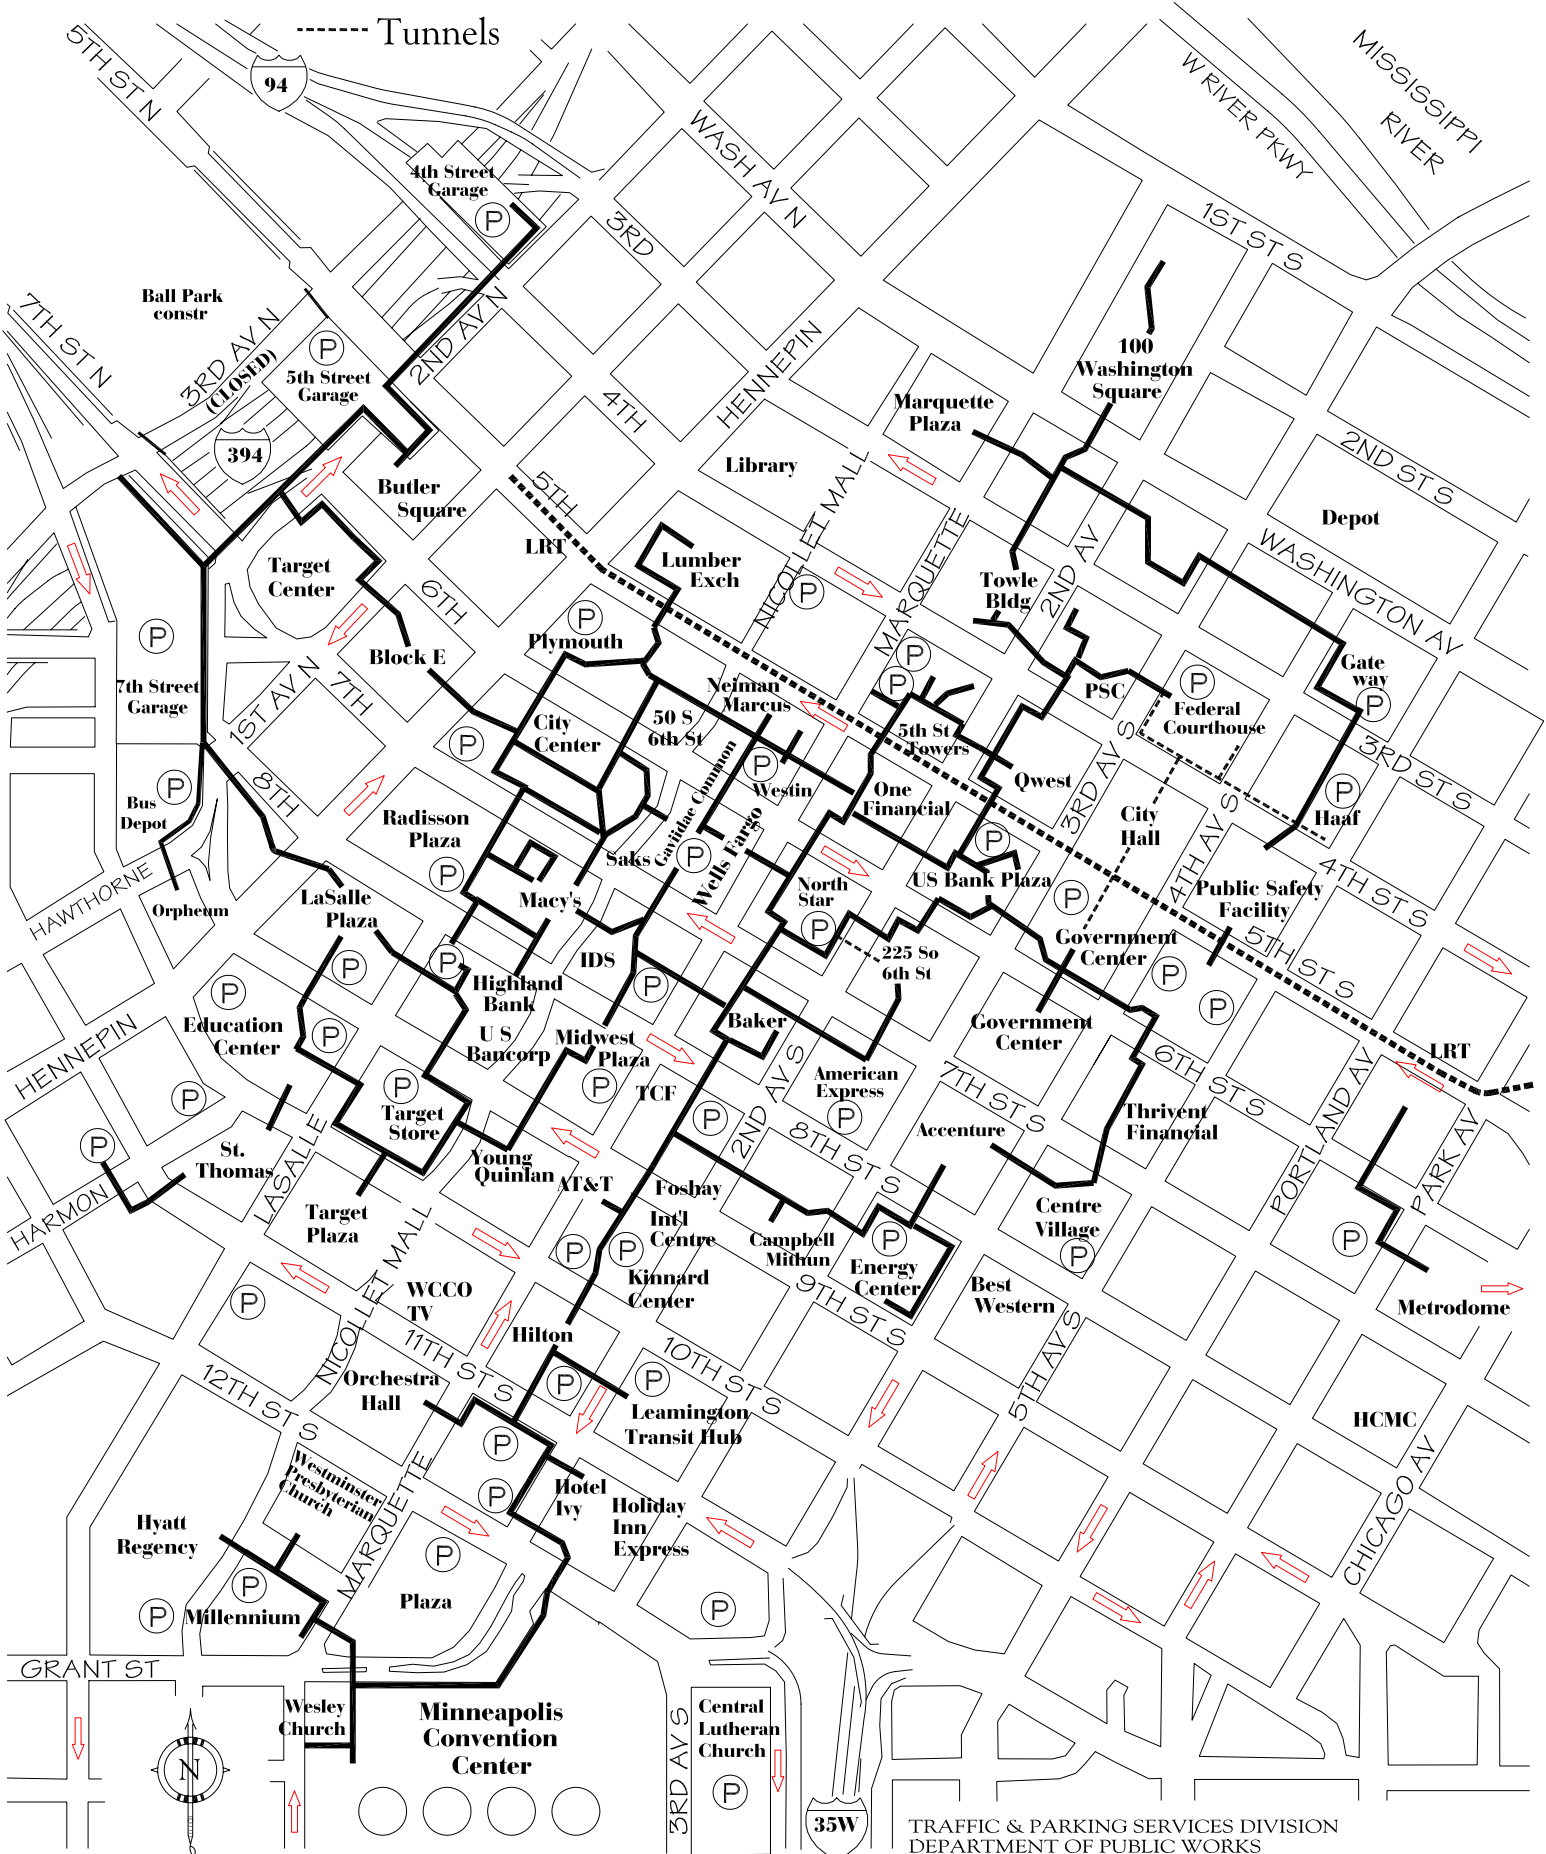 Tunnels
5TH ST N
94
MISSISSIPPI
RIVER
W RIVER PKWY
WASH AV N
4th Street
Garage
P
3RD
1ST ST S
Ball Park
constr
7TH ST N
3RD AV N
(CLOSED)
P
5th Street
Garage
2ND AV N
HENNEPIN
4TH
100
Washington
Square
Marquette
Plaza
394
Library
NICOLLET MALL
2ND ST S
Butler
Square
5TH
Depot
LRT
Lumber
Exch
MARQUETTE
2ND AV
WASHINGTON AV
Target
Center
6TH
P
Towle
Bldg
P
Plymouth
P
Block E
P
P
PSC
Gate
way
P
7th Street
Garage
1ST AV N
7TH
Neiman
Marcus
P
Federal
Courthouse
P
50 S
6th St
City
Center
P
5th St
Towers
3RD ST S
P
Westin
Qwest
3RD AV S
8TH
P
Bus
Depot
One
Financial
P
Haaf
Radisson
Plaza
Gaviidae Common
Wells Fargo
City
Hall
4TH AV S
P
Saks
P
P
HAWTHORNE
LaSalle
Plaza
Orpheum
Macy's
North
Star
P
US Bank Plaza
P
Public Safety
Facility
4TH ST S
5TH ST S
Government
Center
P
P
P
IDS
P
225 So
6th St
P
Highland
Bank
P
Education
Center
P
U S
Bancorp
Midwest
Plaza
P
Baker
Government
Center
HENNEPIN
LRT
6TH ST S
P
P
Target
Store
TCF
P
2ND AV S
American
Express
P
7TH ST S
Thrivent
Financial
PORTLAND AV
PARK AV
P
St.
Thomas
LASALLE
Young
Quinlan
8TH ST S
Accenture
AT&T
Foshay
HARMON
Target
Plaza
Int'l
Centre
P
P
Campbell
Mithun
P
Energy
Center
Centre
Village
P
P
NICOLLET MALL
WCCO
TV
Kinnard
Center
9TH ST S
Best
Western
Metrodome
P
Hilton
11TH ST S
10TH ST S
5TH AV S
12TH ST S
Orchestra
Hall
P
P
Leamington
Transit Hub
HCMC
P
Westminster
Presbyterian
Church
MARQUETTE
P
Hotel
Ivy
Holiday
Inn
Express
CHICAGO AV
Hyatt
Regency
P
P
P
Millennium
Plaza
P
GRANT ST
Wesley
Church
Minneapolis
Convention
Center
3RD AV S
Central
Lutheran
Church
P
N
35W
TRAFFIC & PARKING SERVICES DIVISION
DEPARTMENT OF PUBLIC WORKS